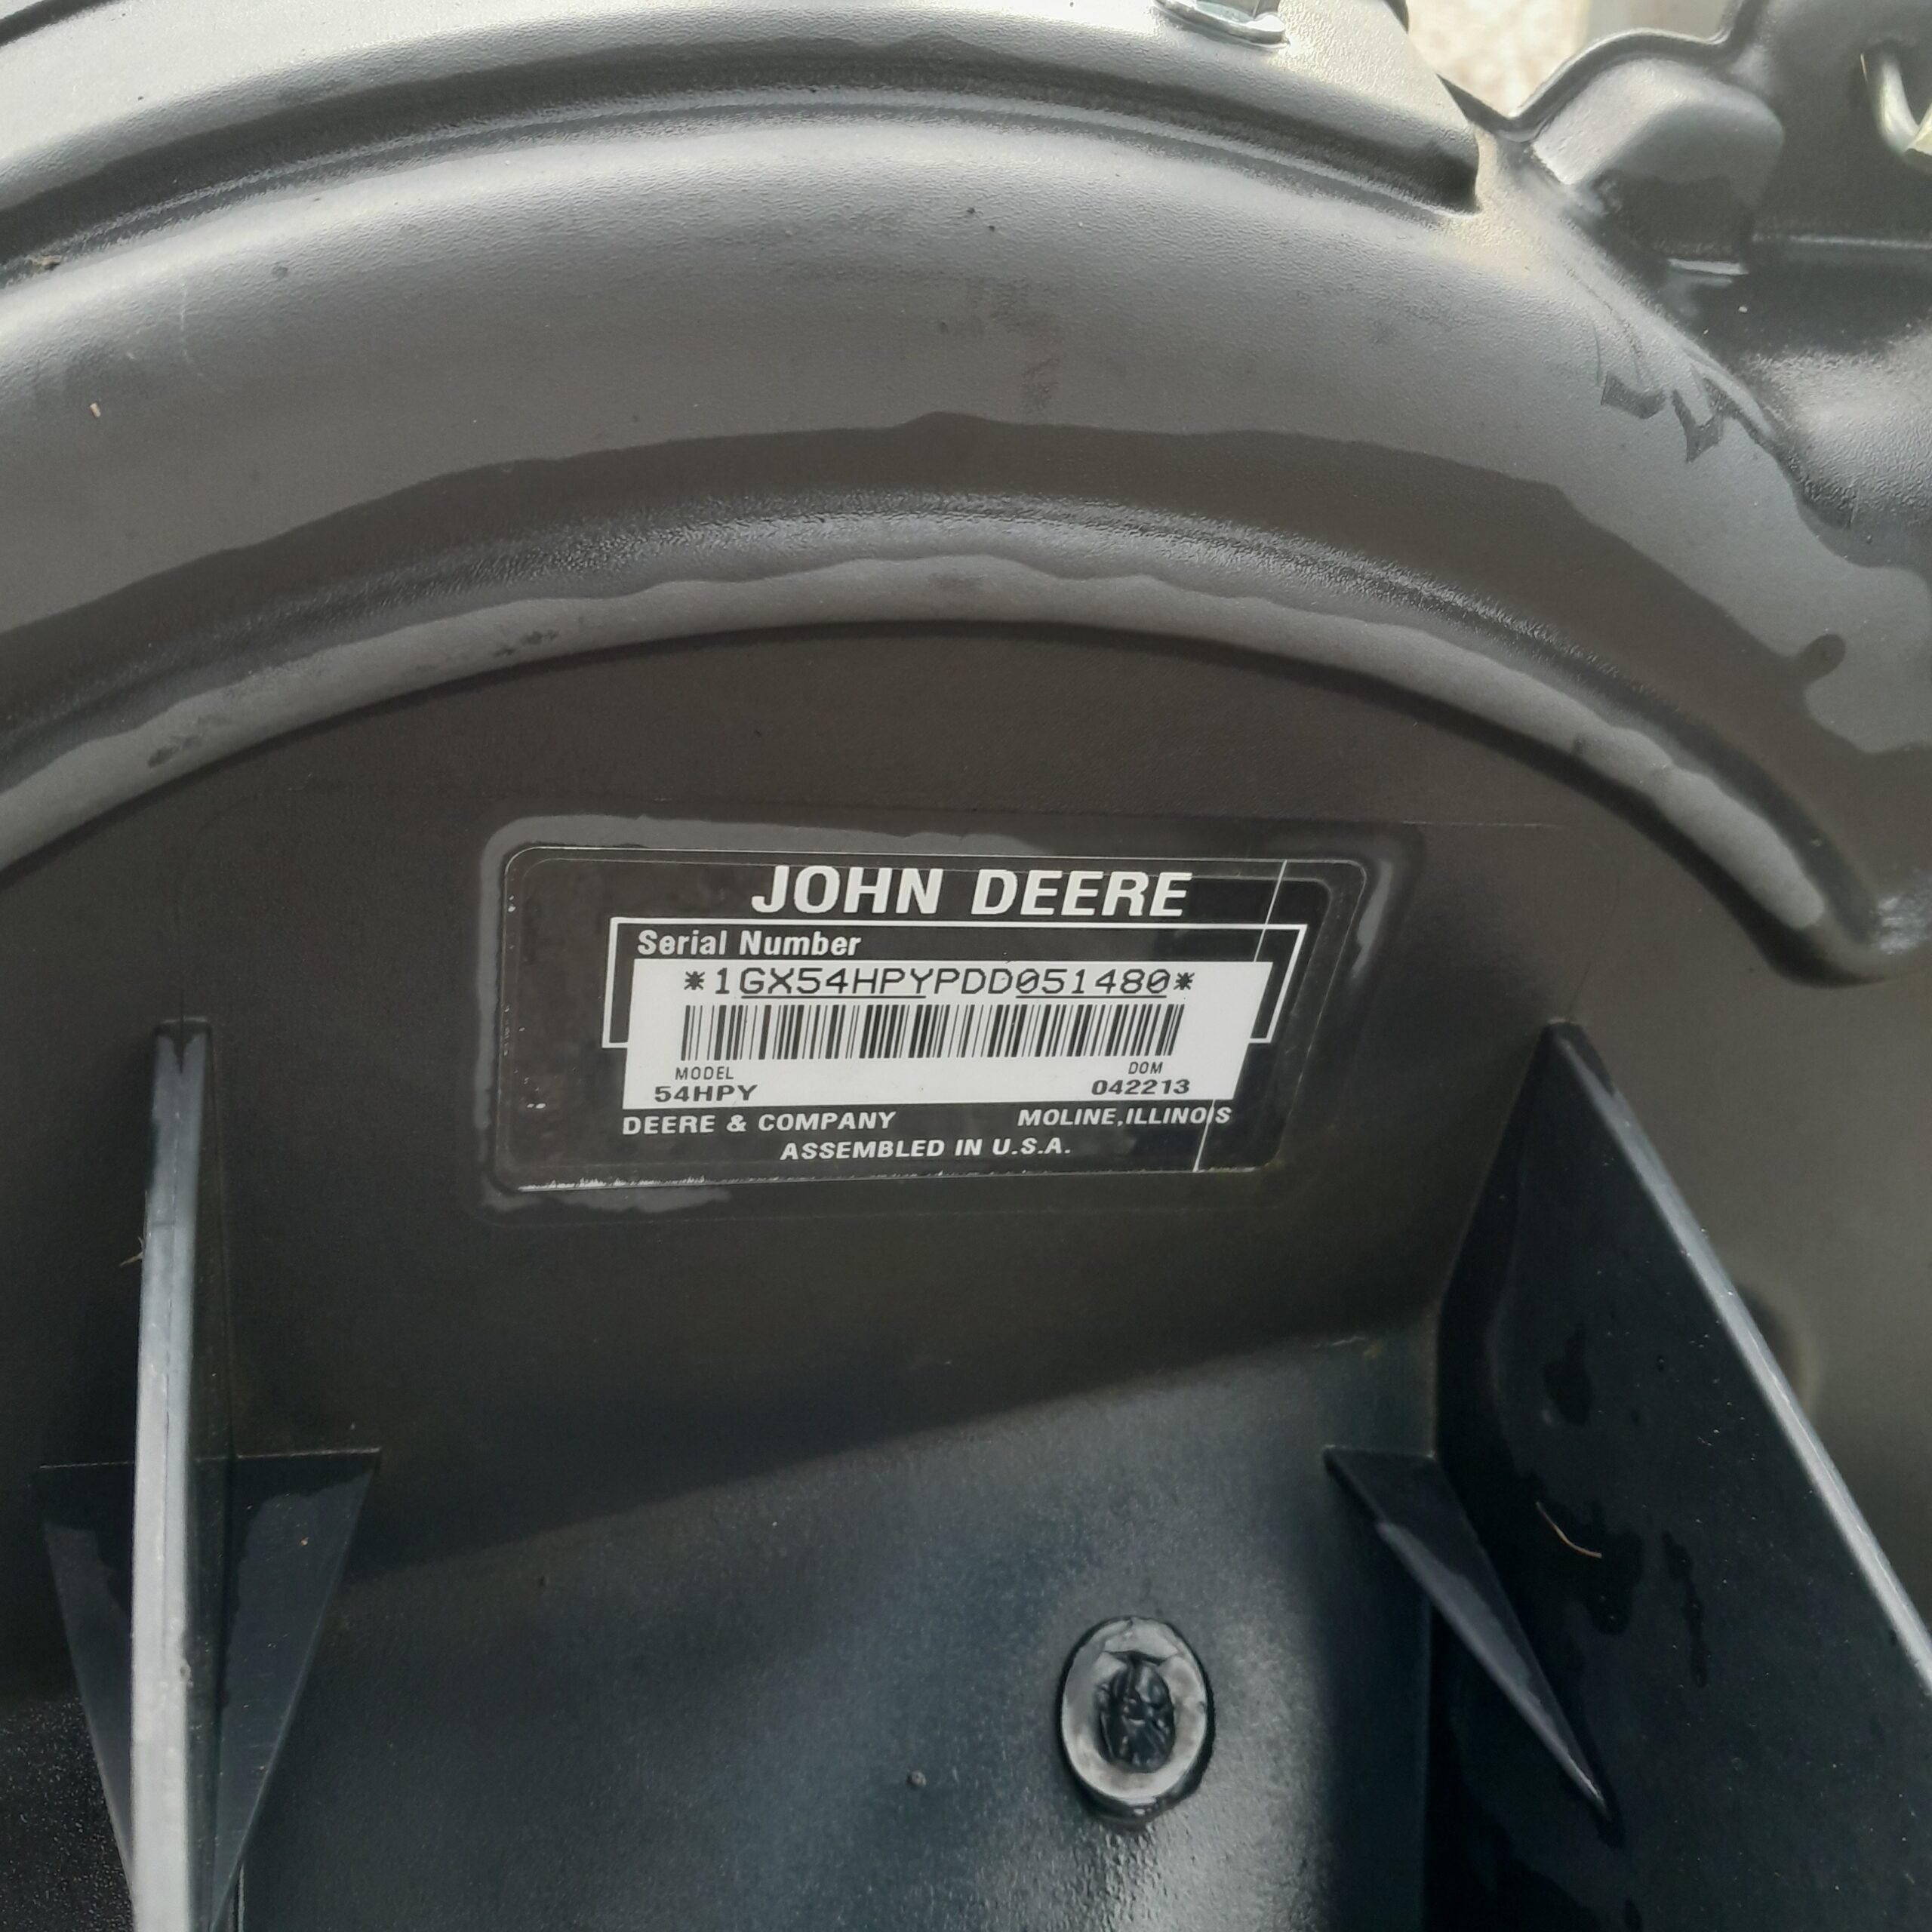 JOHN DEERE
Serial Number
*1GX54HPYPDD051480*
MODEL DOM
54HPY 042213
DEERE & COMPANY MOLINE, ILLINOIS
ASSEMBLED IN U.S.A.